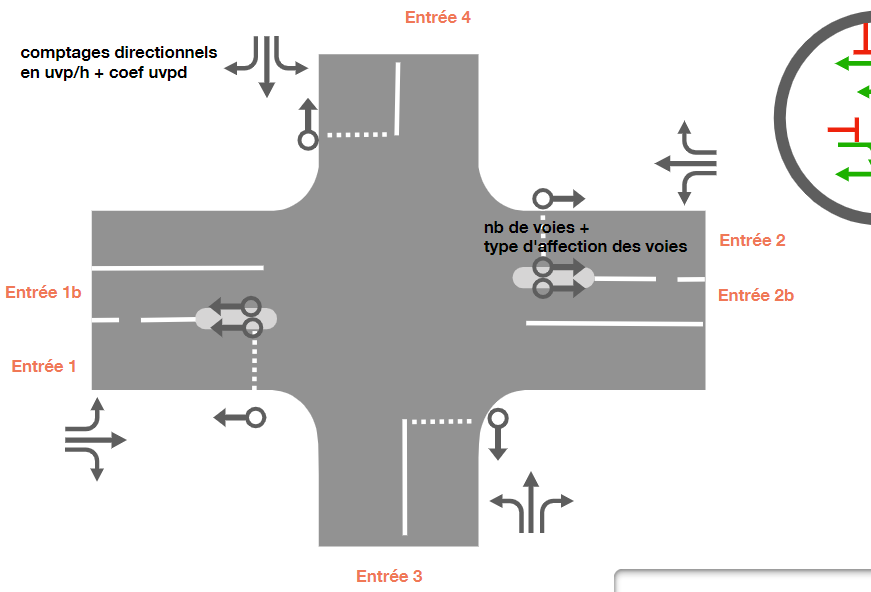 Entrée 4
comptages directionnels
en uvp/h + coef uvpd
nb de voies +
type d'affection des voies
Entrée 2
Entrée 1b
Entrée 2b
Entrée 1
Entrée 3